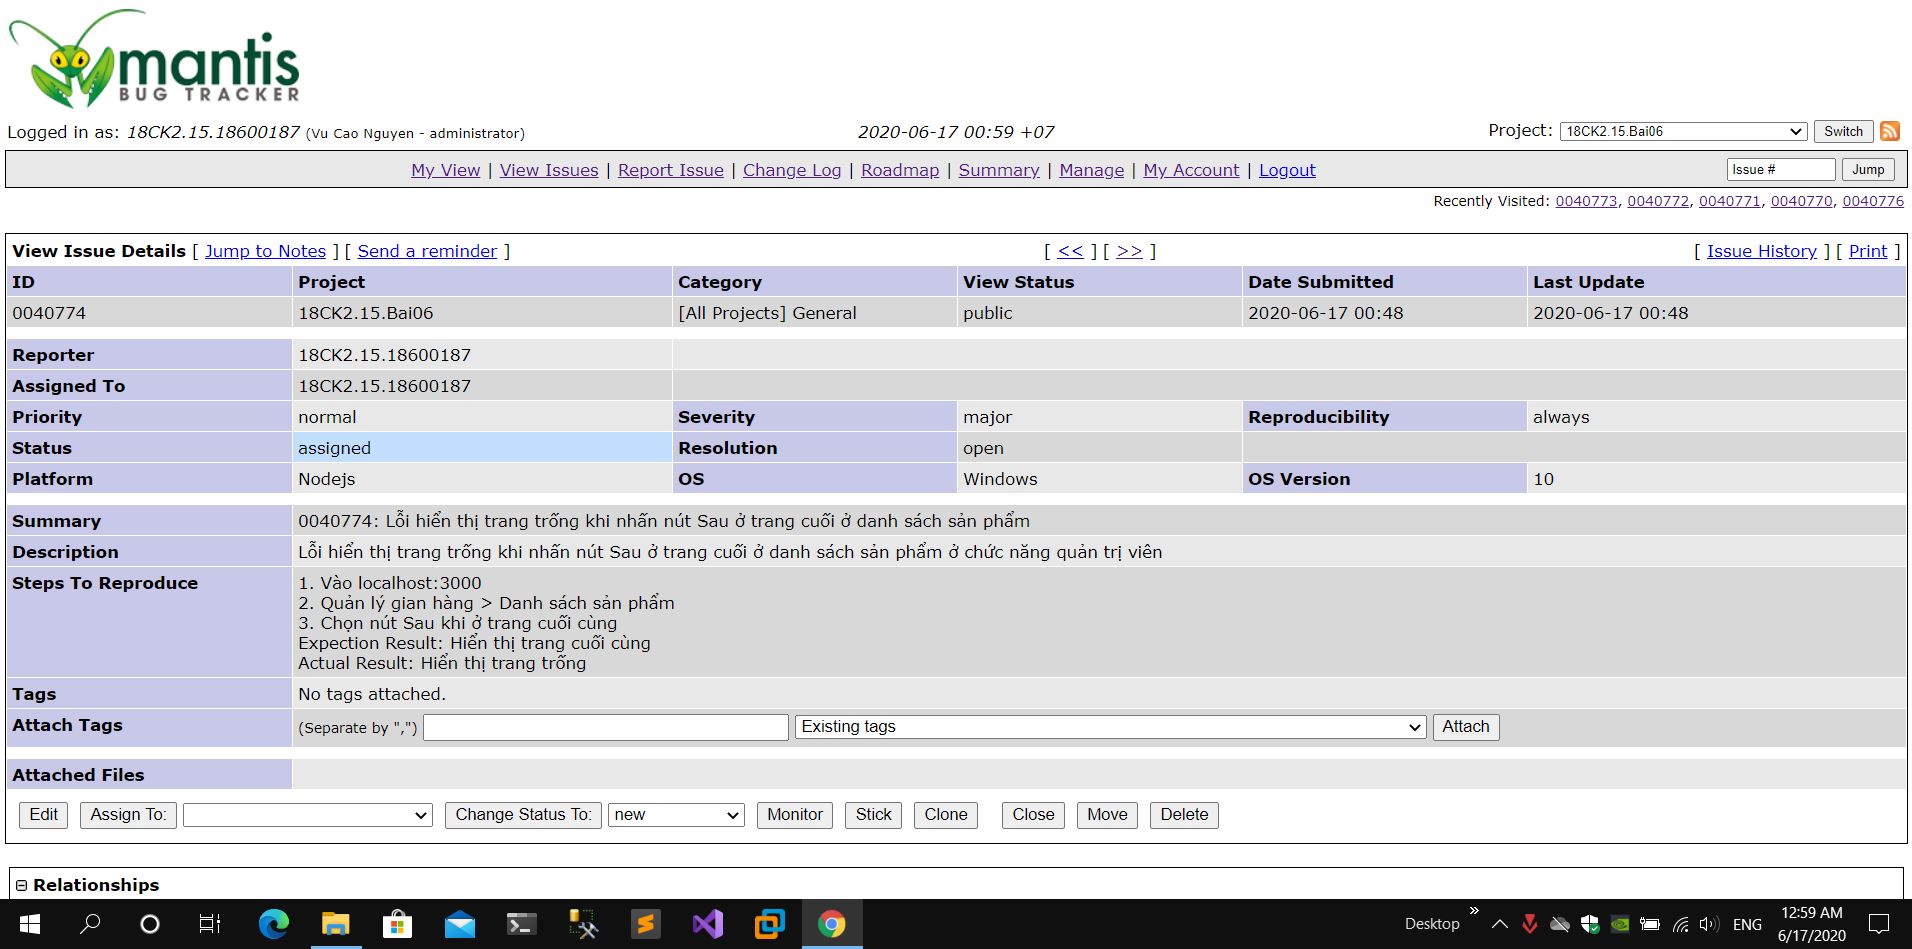 mantis
BUG TRACKER
Logged in as: 18CK2.15.18600187 (Vu Cao Nguyen - administrator) 2020-06-17 00:59 +07 Project: 18CK2.15.Bai06 Switch
My View | View Issues | Report Issue | Change Log | Roadmap | Summary | Manage | My Account | Logout Issue # Jump
Recently Visited: 0040773, 0040772, 0040771, 0040770, 0040776
View Issue Details [ Jump to Notes ] [ Send a reminder ] [ << ] [ >> ] [ Issue History ] [ Print ]
ID Project Category View Status Date Submitted Last Update
0040774 18CK2.15.Bai06 [All Projects] General public 2020-06-17 00:48 2020-06-17 00:48
Reporter 18CK2.15.18600187
Assigned To 18CK2.15.18600187
Priority normal Severity major Reproducibility always
Status assigned Resolution open
Platform Nodejs OS Windows OS Version 10
Summary 0040774: Lỗi hiển thị trang trống khi nhấn nút Sau ở trang cuối ở danh sách sản phẩm
Description Lỗi hiển thị trang trống khi nhấn nút Sau ở trang cuối ở danh sách sản phẩm ở chức năng quản trị viên
Steps To Reproduce 1. Vào localhost:3000
2. Quản lý gian hàng > Danh sách sản phẩm
3. Chọn nút Sau khi ở trang cuối cùng
Expection Result: Hiển thị trang cuối cùng
Actual Result: Hiển thị trang trống
Tags No tags attached.
Attach Tags (Separate by ",") Existing tags Attach
Attached Files
Edit Assign To: Change Status To: new Monitor Stick Clone Close Move Delete
Relationships
Desktop » ENG 12:59 AM
6/17/2020